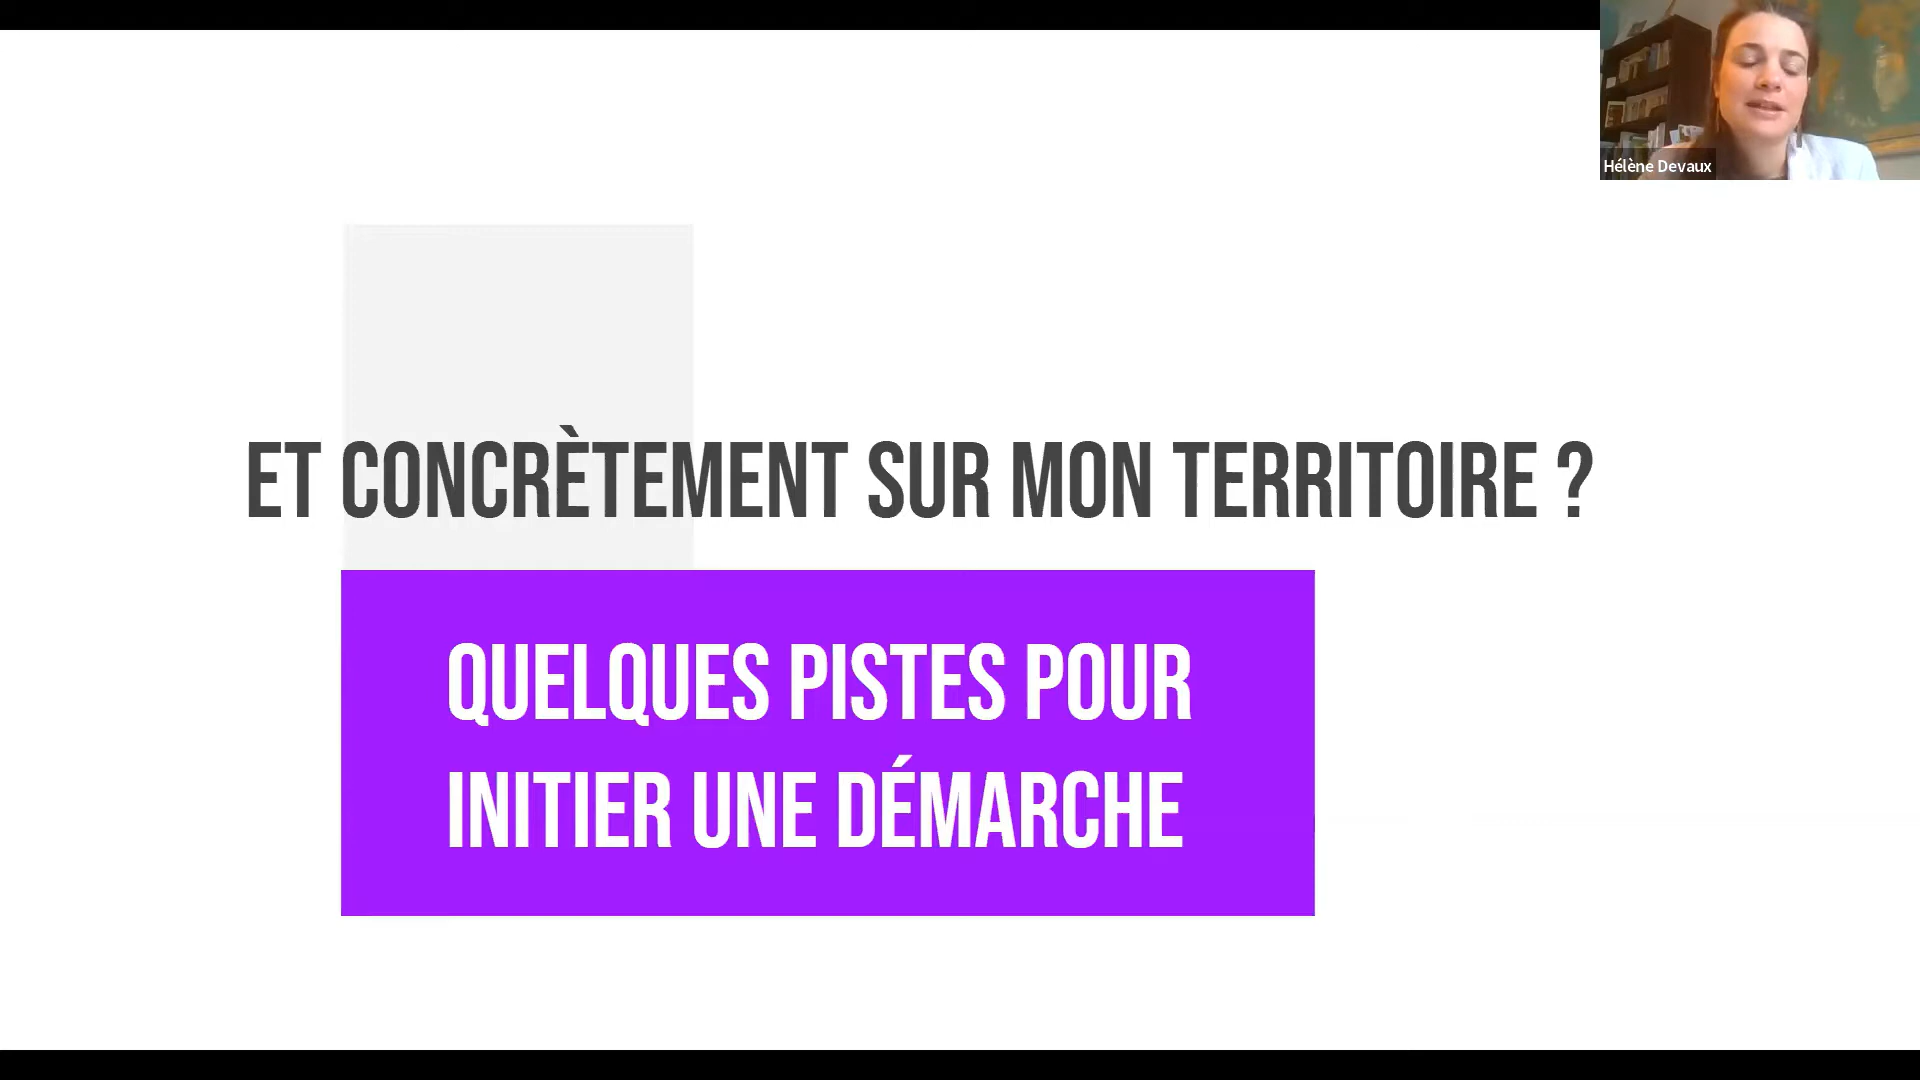 Hélène Devaux
ET CONCRÈTEMENT SUR MON TERRITOIRE ?
QUELQUES PISTES POUR
INITIER UNE DÉMARCHE